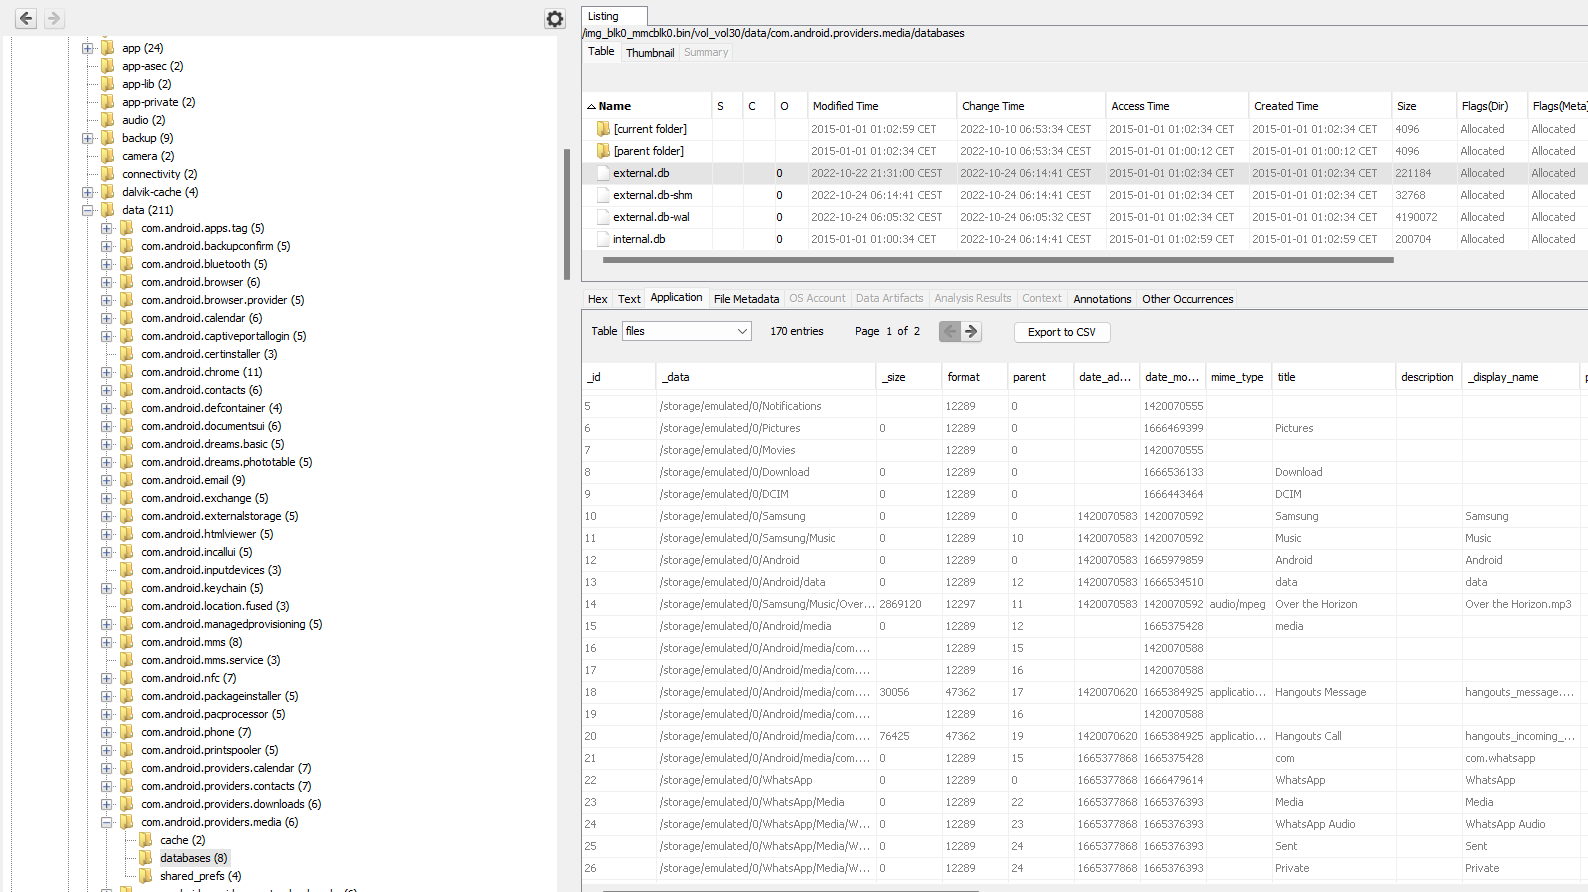 app (24)
app-asec (2)
app-lib (2)
app-private (2)
audio (2)
backup (9)
camera (2)
connectivity (2)
dalvik-cache (4)
data (211)
com.android.apps.tag (5)
com.android.backupconfirm (5)
com.android.bluetooth (5)
com.android.browser (6)
com.android.browser.provider (5)
com.android.calendar (6)
com.android.captiveportallogin (5)
com.android.certinstaller (3)
com.android.chrome (11)
com.android.contacts (6)
com.android.defcontainer (4)
com.android.documentsui (6)
com.android.dreams.basic (5)
com.android.dreams.phototable (5)
com.android.email (9)
com.android.exchange (5)
com.android.externalstorage (5)
com.android.htmlviewer (5)
com.android.incallui (5)
com.android.inputdevices (3)
com.android.keychain (5)
com.android.location.fused (3)
com.android.managedprovisioning (5)
com.android.mms (8)
com.android.mms.service (3)
com.android.nfc (7)
com.android.packageinstaller (5)
com.android.pacprocessor (5)
com.android.phone (7)
com.android.printspooler (5)
com.android.providers.calendar (7)
com.android.providers.contacts (7)
com.android.providers.downloads (6)
com.android.providers.media (6)
cache (2)
databases (8)
shared_prefs (4)
Listing
/img_blk0_mmcblk0.bin/vol_vol30/data/com.android.providers.media/databases
Table Thumbnail Summary
Name S C O Modified Time Change Time Access Time Created Time Size Flags(Dir) Flags(Meta
[current folder] 2015-01-01 01:02:59 CET 2022-10-10 06:53:34 CEST 2015-01-01 01:02:34 CET 2015-01-01 01:02:34 CET 4096 Allocated Allocated
[parent folder] 2015-01-01 01:02:34 CET 2022-10-10 06:53:34 CEST 2015-01-01 01:00:12 CET 2015-01-01 01:00:12 CET 4096 Allocated Allocated
external.db 0 2022-10-22 21:31:00 CEST 2022-10-24 06:14:41 CEST 2015-01-01 01:02:34 CET 2015-01-01 01:02:34 CET 221184 Allocated Allocated
external.db-shm 0 2022-10-24 06:14:41 CEST 2022-10-24 06:14:41 CEST 2015-01-01 01:02:34 CET 2015-01-01 01:02:34 CET 32768 Allocated Allocated
external.db-wal 0 2022-10-24 06:05:32 CEST 2022-10-24 06:05:32 CEST 2015-01-01 01:02:34 CET 2015-01-01 01:02:34 CET 4190072 Allocated Allocated
internal.db 0 2015-01-01 01:00:34 CET 2022-10-24 06:14:41 CEST 2015-01-01 01:02:59 CET 2015-01-01 01:02:59 CET 200704 Allocated Allocated
Hex Text Application File Metadata OS Account Data Artifacts Analysis Results Context Annotations Other Occurrences
Table files 170 entries Page 1 of 2 Export to CSV
_id _data _size format parent date_ad... date_mo... mime_type title description _display_name p
5 /storage/emulated/0/Notifications 12289 0 1420070555
6 /storage/emulated/0/Pictures 0 12289 0 1666469399 Pictures
7 /storage/emulated/0/Movies 12289 0 1420070555
8 /storage/emulated/0/Download 0 12289 0 1666536133 Download
9 /storage/emulated/0/DCIM 0 12289 0 1666443464 DCIM
10 /storage/emulated/0/Samsung 0 12289 0 1420070583 1420070592 Samsung Samsung
11 /storage/emulated/0/Samsung/Music 0 12289 10 1420070583 1420070592 Music Music
12 /storage/emulated/0/Android 0 12289 0 1420070583 1665979859 Android Android
13 /storage/emulated/0/Android/data 0 12289 12 1420070583 1666534510 data data
14 /storage/emulated/0/Samsung/Music/Over... 2869120 12297 11 1420070583 1420070592 audio/mpeg Over the Horizon Over the Horizon.mp3
15 /storage/emulated/0/Android/media 0 12289 12 1665375428 media
16 /storage/emulated/0/Android/media/com.... 12289 15 1420070588
17 /storage/emulated/0/Android/media/com.... 12289 16 1420070588
18 /storage/emulated/0/Android/media/com.... 30056 47362 17 1420070620 1665384925 applicatio... Hangouts Message hangouts_message....
19 /storage/emulated/0/Android/media/com.... 12289 16 1420070588
20 /storage/emulated/0/Android/media/com.... 76425 47362 19 1420070620 1665384925 applicatio... Hangouts Call hangouts_incoming_...
21 /storage/emulated/0/Android/media/com.... 0 12289 15 1665377868 1665375428 com com.whatsapp
22 /storage/emulated/0/WhatsApp 0 12289 0 1665377868 1666479614 WhatsApp WhatsApp
23 /storage/emulated/0/WhatsApp/Media 0 12289 22 1665377868 1665376393 Media Media
24 /storage/emulated/0/WhatsApp/Media/W... 0 12289 23 1665377868 1665376393 WhatsApp Audio WhatsApp Audio
25 /storage/emulated/0/WhatsApp/Media/W... 0 12289 24 1665377868 1665376393 Sent Sent
26 /storage/emulated/0/WhatsApp/Media/W... 0 12289 24 1665377868 1665376393 Private Private